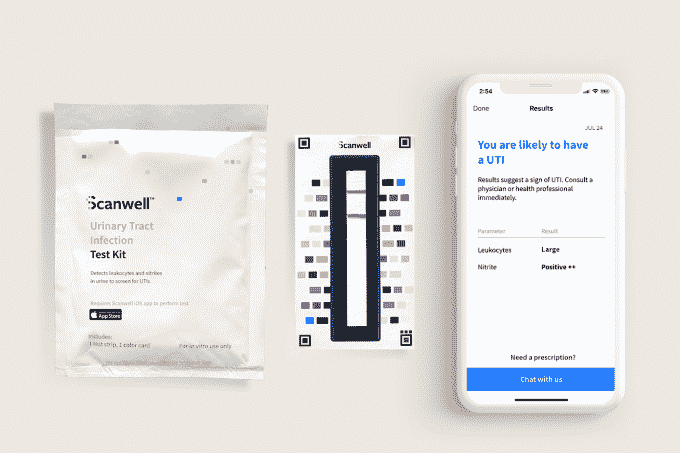 Scanwell™
Urinary Tract
Infection
Test Kit
Detects leukocytes and nitrites
in urine to screen for UTIs
Requires Scanwell iOS app to perform test
App Store
Includes:
1 test strip, 1 color card
For in vitro use only
Scanwell
2:54
Done
Results
JUL 24
You are likely to have
a UTI
Results suggest a sign of UTI. Consult a
physician or health professional
immediately.
Parameter Result
Leukocytes Large
Nitrite Positive ++
Need a prescription?
Chat with us